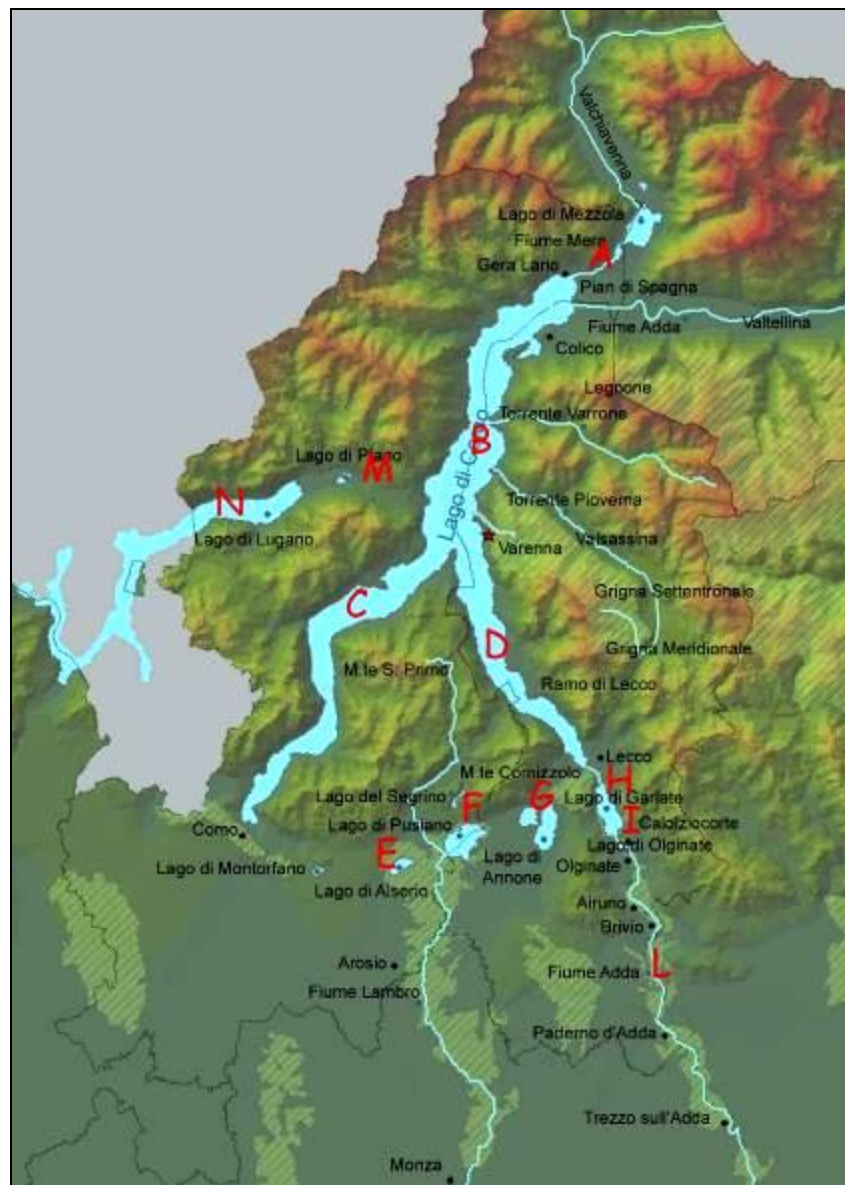 Valchiavenna
Lago di Mezzola
Fiume Mera
A
Gera Lario
Pian di Spagna
Fiume Adda
Valtellina
Colico
Legnone
Torrente Varrone
B
Lago di Como
Lago di Piano
M
N
Torrente Pioverna
Lago di Lugano
Varenna
Valsassina
Grigna Settentronale
C
D
Grigna Meridionale
M.te S. Primo
Ramo di Lecco
Lecco
M.te Cornizzolo
H
Lago del Segrino
F
G
Lago di Garlate
I
Calolziocorte
Como
Lago di Pusiano
Lago di Olginate
E
Lago di
Annone
Olginate
Lago di Montorfano
Lago di Alserio
Airuno
Brivio
Arosio
L
Fiume Adda
Fiume Lambro
Paderno d'Adda
Trezzo sull'Adda
Monza